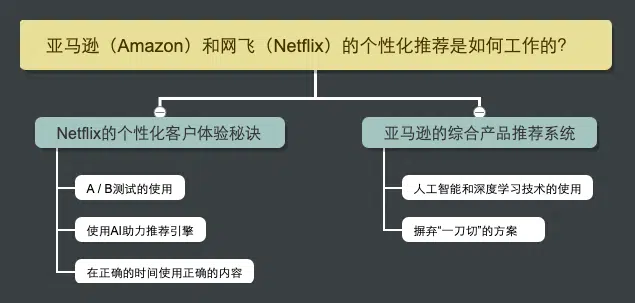 亚马逊（Amazon）和网飞（Netflix）的个性化推荐是如何工作的？
Netflix的个性化客户体验秘诀
A / B测试的使用
使用AI助力推荐引擎
在正确的时间使用正确的内容
亚马逊的综合产品推荐系统
人工智能和深度学习技术的使用
摒弃“一刀切”的方案